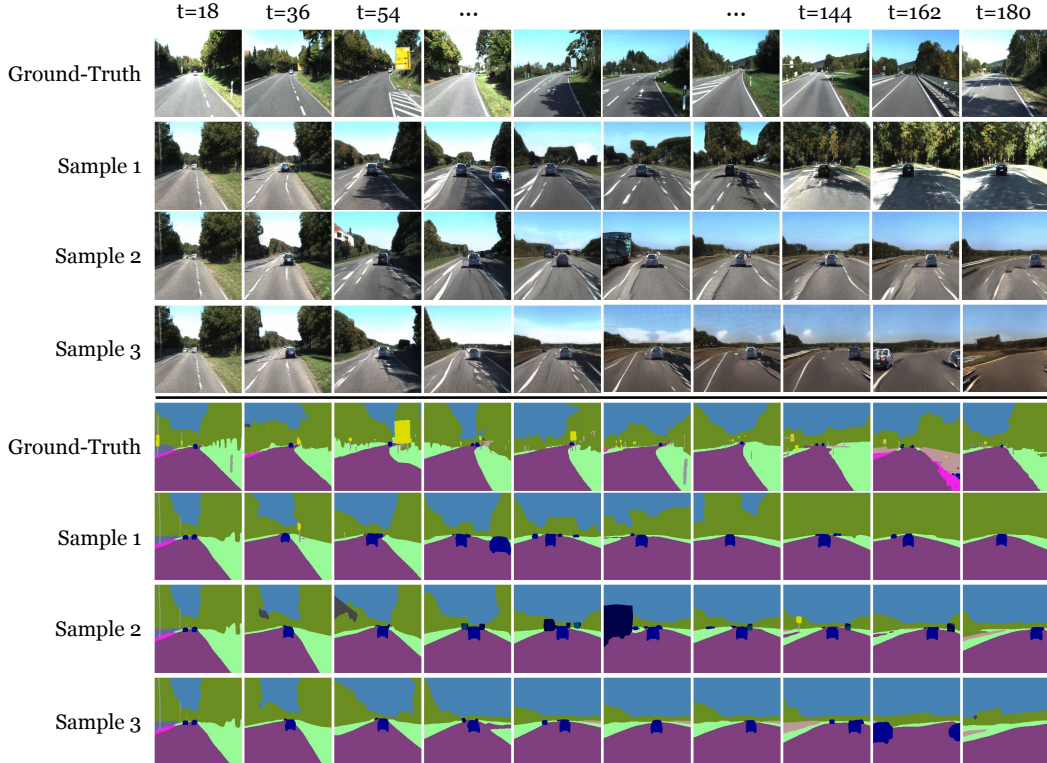 t=18 t=36 t=54 ... ... t=144 t=162 t=180
Ground-Truth
Sample 1
Sample 2
Sample 3
Ground-Truth
Sample 1
Sample 2
Sample 3